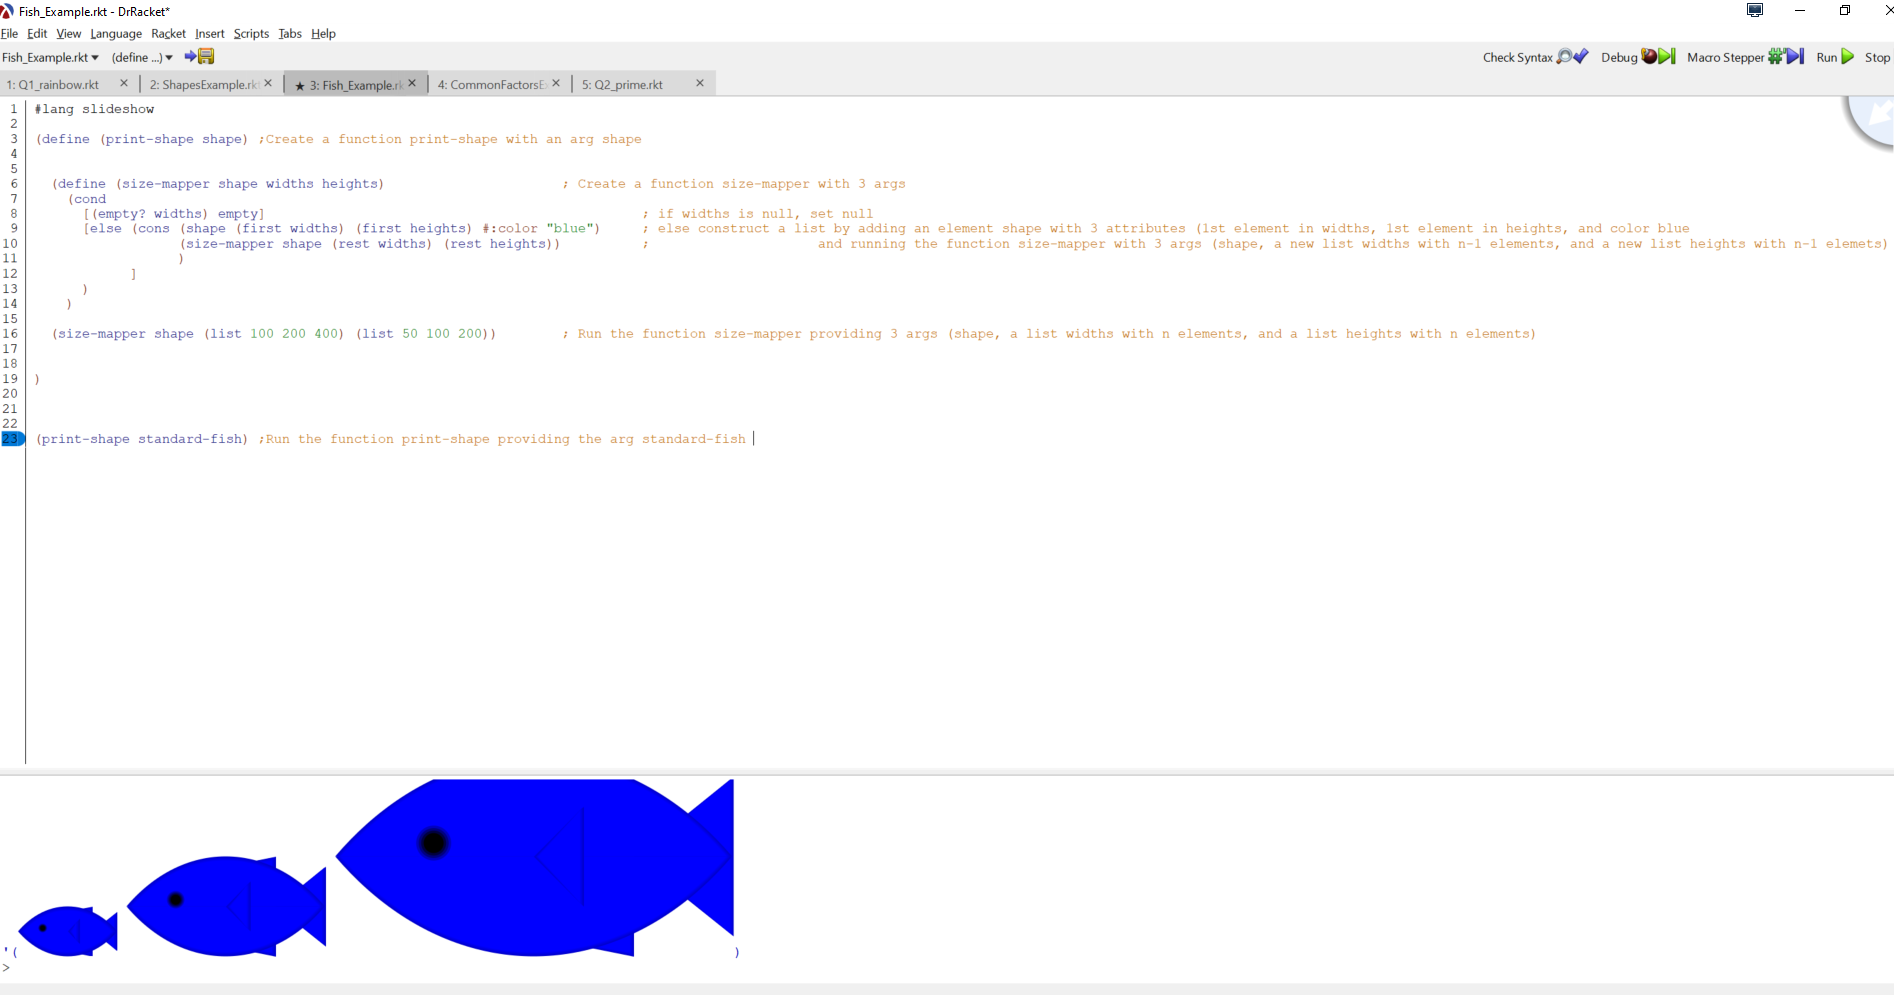 Fish_Example.rkt - DrRacket*
File Edit View Language Racket Insert Scripts Tabs Help
Fish_Example.rkt ▾ (define ...) ▾ Check Syntax Debug Macro Stepper Run Stop
1: Q1_rainbow.rkt × 2: ShapesExample.rkt × ★ 3: Fish_Example.rk × 4: CommonFactorsE × 5: Q2_prime.rkt ×
1 #lang slideshow
2
3 (define (print-shape shape) ;Create a function print-shape with an arg shape
4
5
6 (define (size-mapper shape widths heights) ; Create a function size-mapper with 3 args
7 (cond
8 [(empty? widths) empty] ; if widths is null, set null
9 [else (cons (shape (first widths) (first heights) #:color "blue") ; else construct a list by adding an element shape with 3 attributes (1st element in widths, 1st element in heights, and color blue
10 (size-mapper shape (rest widths) (rest heights)) ; and running the function size-mapper with 3 args (shape, a new list widths with n-1 elements, and a new list heights with n-1 elemets)
11 )
12 ]
13 )
14 )
15
16 (size-mapper shape (list 100 200 400) (list 50 100 200)) ; Run the function size-mapper providing 3 args (shape, a list widths with n elements, and a list heights with n elements)
17
18
19 )
20
21
22
23 (print-shape standard-fish) ;Run the function print-shape providing the arg standard-fish
'( )
>